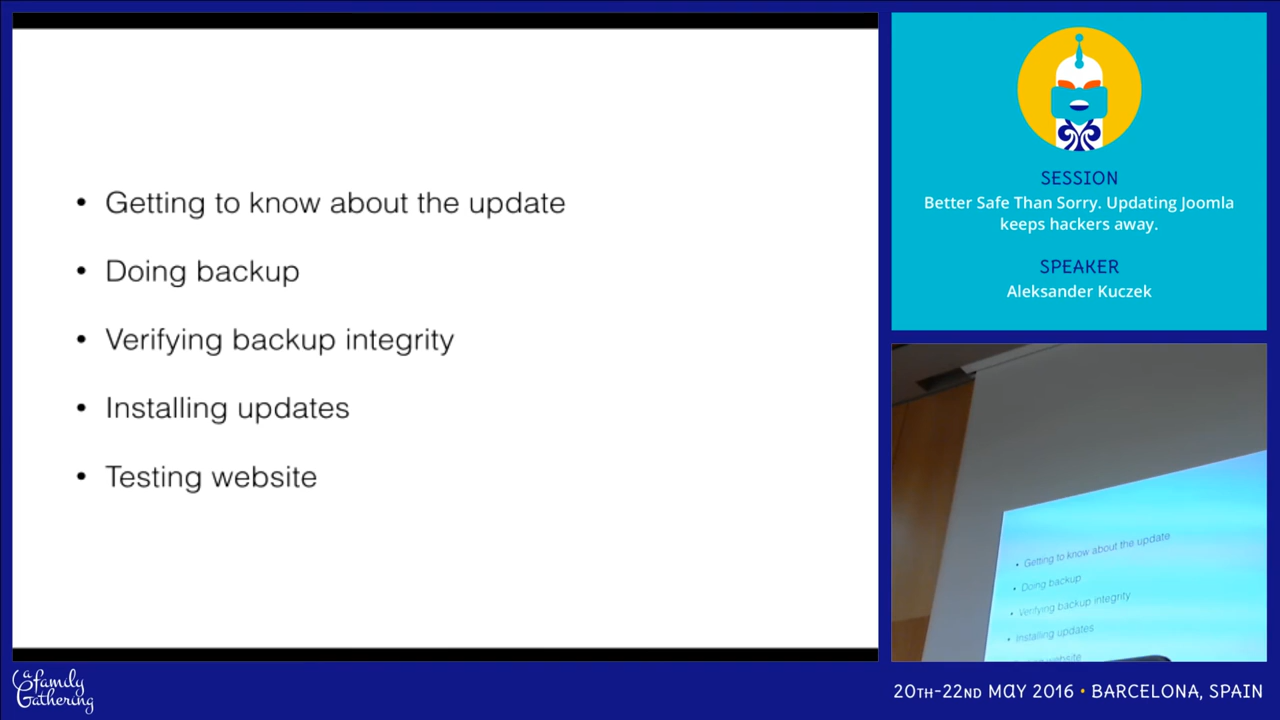 • Getting to know about the update
• Doing backup
• Verifying backup integrity
• Installing updates
• Testing website
SESSION
Better Safe Than Sorry. Updating Joomla
keeps hackers away.
SPEAKER
Aleksander Kuczek
• Getting to know about the update
• Doing backup
• Verifying backup integrity
• Installing updates
website
a family
Gathering
20TH-22ND MAY 2016 • BARCELONA, SPAIN